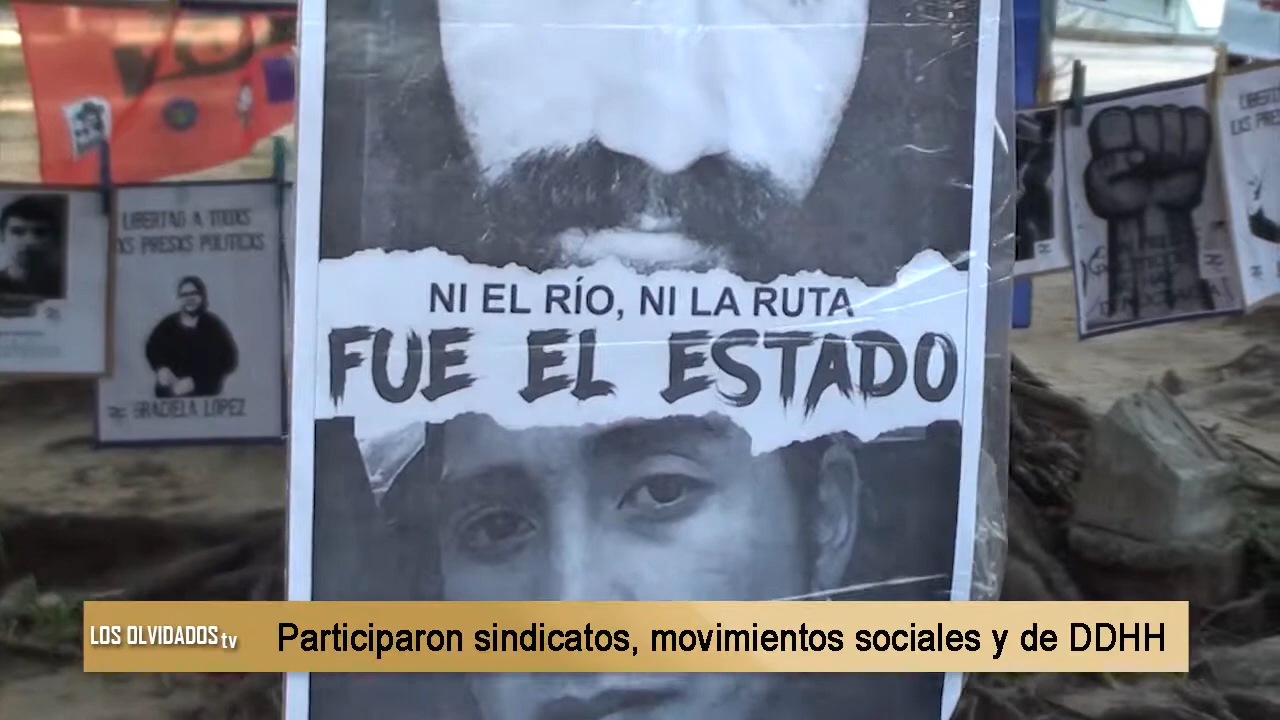 LIBERTAD A TODXS
LXS PRESXS POLITICXS
GRACIELA LOPEZ
NI EL RÍO, NI LA RUTA
FUE EL ESTADO
LOS OLVIDADOS tv
Participaron sindicatos, movimientos sociales y de DDHH